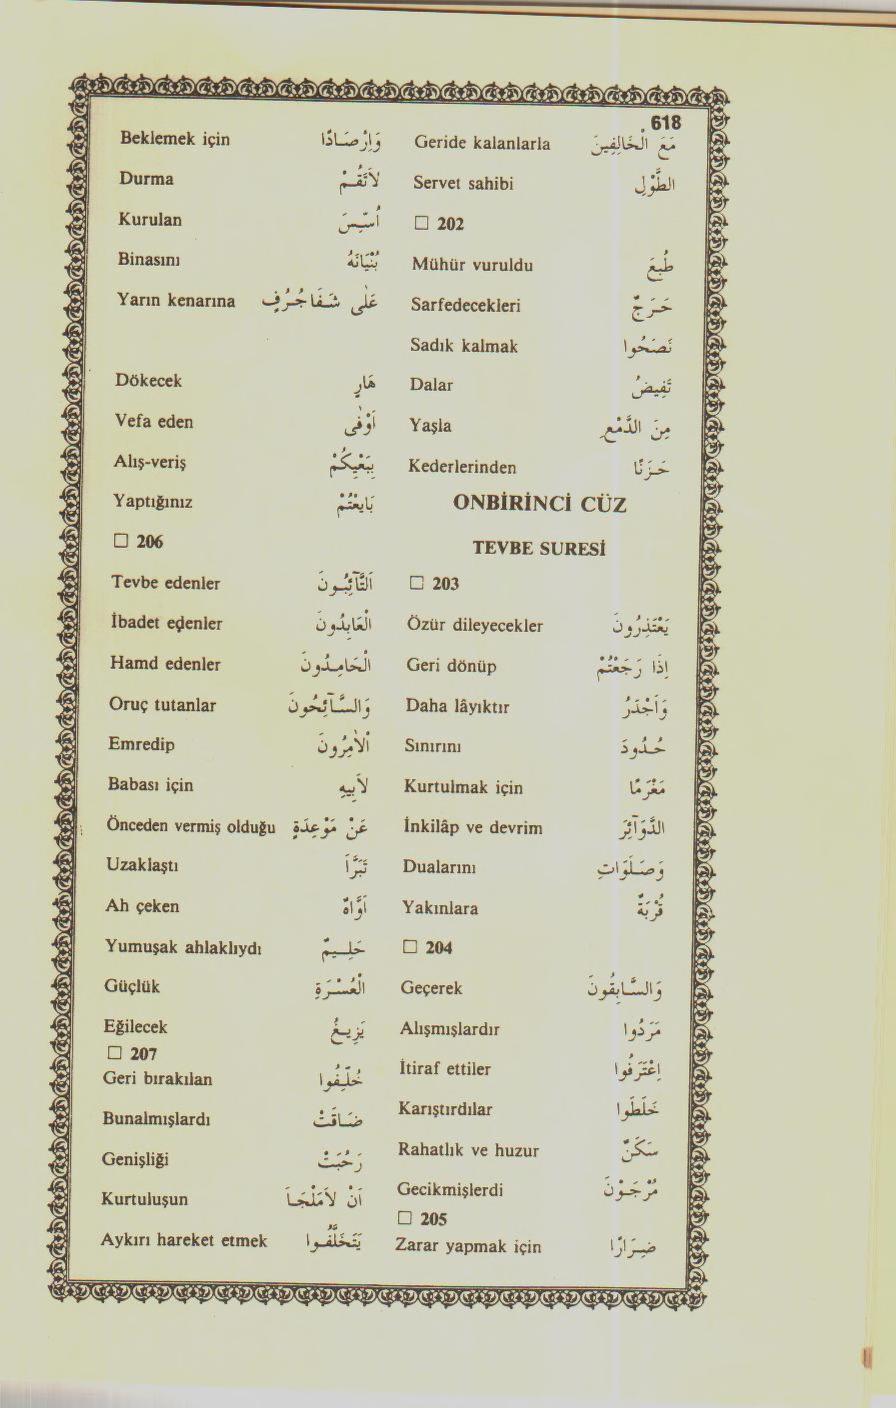 618
Geride kalanlarla مَعَ الْخَالِفِينَ
Servet sahibi الطَّوْلِ
□ 202
Mühür vuruldu طُبِعَ
Sarfedecekleri حَرَجٌ
Sadık kalmak نَصَحُوا
Dalar تَفِيضُ
Yaşla مِنَ الدَّمْعِ
Kederlerinden حَزَنًا
ONBİRİNCİ CÜZ
TEVBE SURESİ
□ 203
Özür dileyecekler يَعْتَذِرُونَ
Geri dönüp إِذَا رَجَعْتُمْ
Daha lâyıktır وَاَجْدَرُ
Sınırını حُدُودَ
Kurtulmak için مَغْرَمًا
İnkilâp ve devrim الدَّوَآئِرَ
Dualarını وَصَلَوَاتِ
Yakınlara قُرْبَةٌ
□ 204
Geçerek وَالسَّابِقُونَ
Alışmışlardır مَرَدُوا
İtiraf ettiler اِعْتَرَفُوا
Karıştırdılar خَلَطُوا
Rahatlık ve huzur سَكَنٌ
Gecikmişlerdi مُرْجَوْنَ
□ 205
Zarar yapmak için ضِرَارًا
Beklemek için وَاِرْصَادًا
Durma لَاتَقُمْ
Kurulan اُسِّسَ
Binasını بُنْيَانَهُ
Yarın kenarına عَلٰى شَفَاجُرُفٍ
Dökecek هَارٍ
Vefa eden اَوْفٰى
Alış-veriş بِبَيْعِكُمْ
Yaptığınız بَايَعْتُمْ
□ 206
Tevbe edenler اَلتَّآئِبُونَ
İbadet edenler الْعَابِدُونَ
Hamd edenler الْحَامِدُونَ
Oruç tutanlar وَالسَّآئِحُونَ
Emredip الْاٰمِرُونَ
Babası için لِاَبِيهِ
Önceden vermiş olduğu عَنْ مَوْعِدَةٍ
Uzaklaştı تَبَرَّاَ
Ah çeken اَوَّاهٌ
Yumuşak ahlaklıydı حَلِيمٌ
Güçlük الْعُسْرَةِ
Eğilecek يَزِيغُ
□ 207
Geri bırakılan خُلِّفُوا
Bunalmışlardı ضَاقَتْ
Genişliği رَحُبَتْ
Kurtuluşun اَنْ لَامَلْجَاَ
Aykırı hareket etmek يَتَخَلَّفُوا